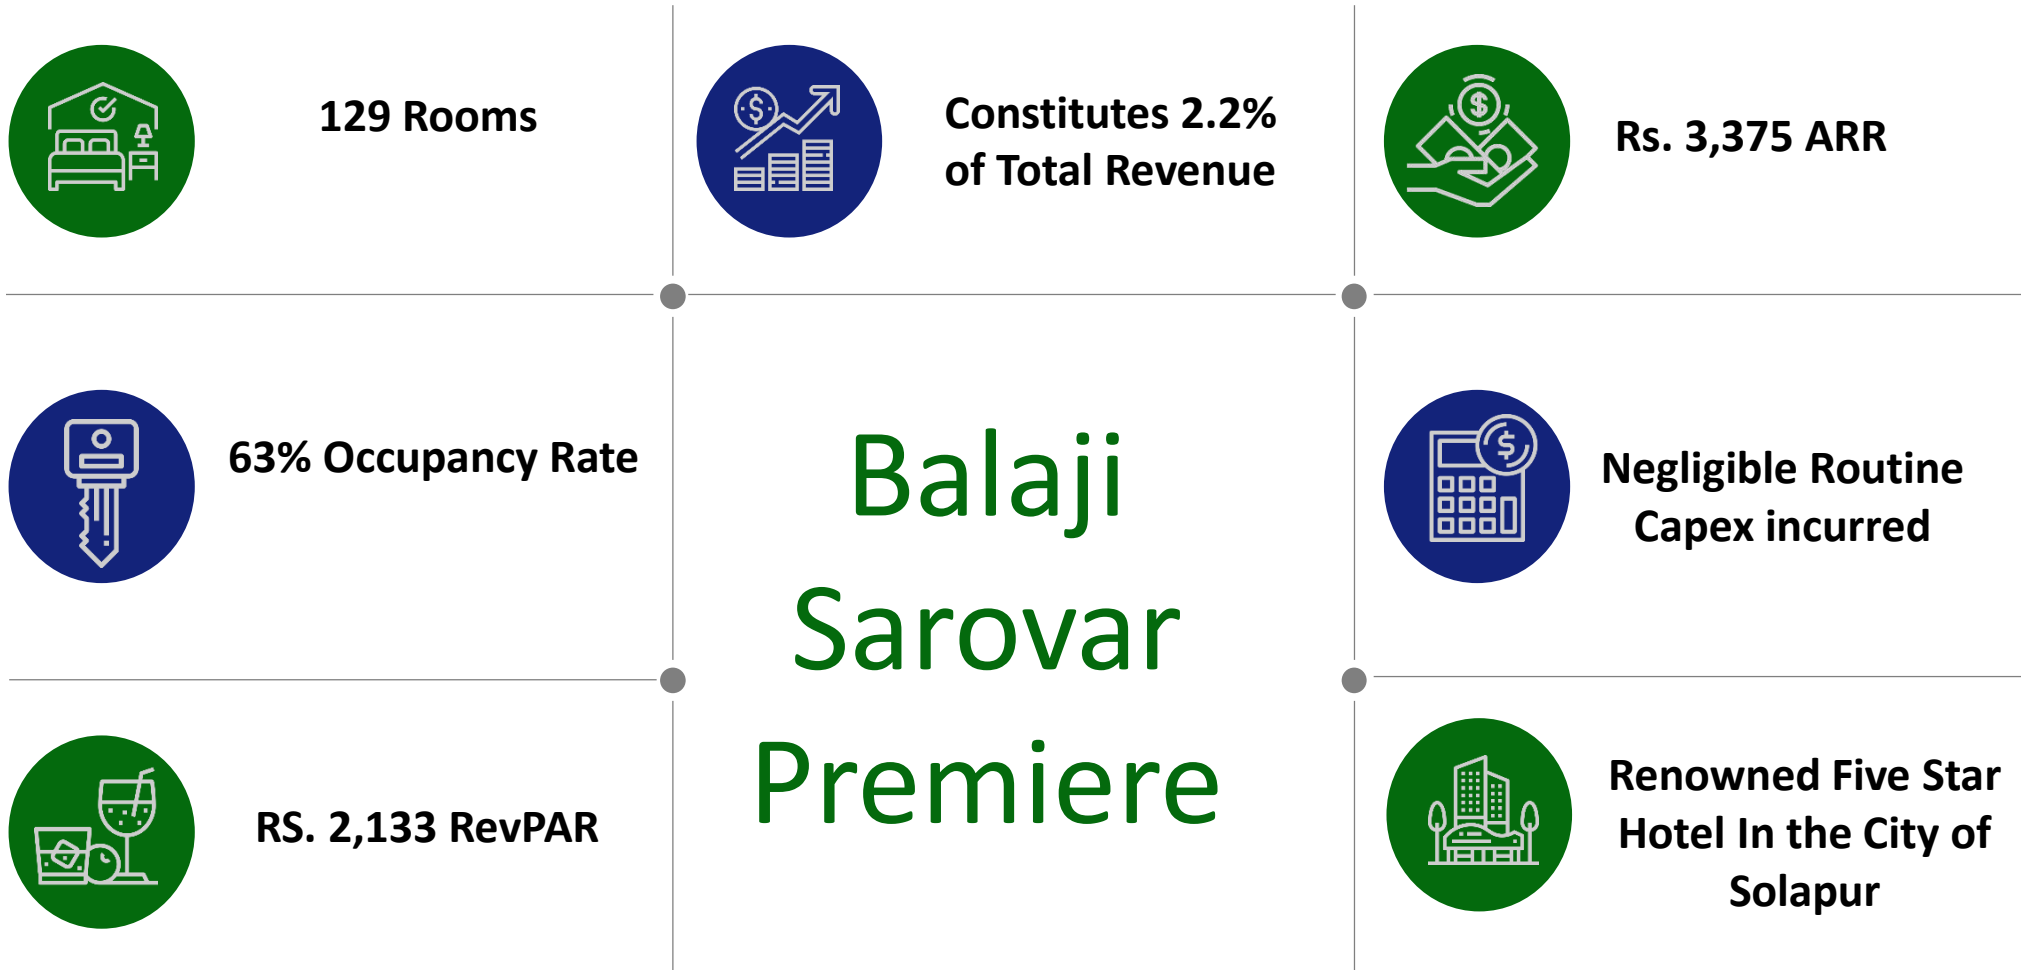 129 Rooms
Constitutes 2.2%
of Total Revenue
Rs. 3,375 ARR
63% Occupancy Rate
Balaji
Sarovar
Premiere
Negligible Routine
Capex incurred
RS. 2,133 RevPAR
Renowned Five Star
Hotel In the City of
Solapur